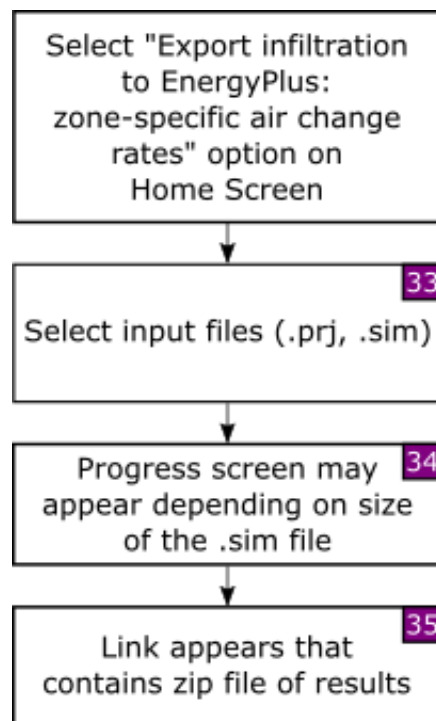 Select "Export infiltration
to EnergyPlus:
zone-specific air change
rates" option on
Home Screen
33
Select input files (.prj, .sim)
34
Progress screen may
appear depending on size
of the .sim file
35
Link appears that
contains zip file of results